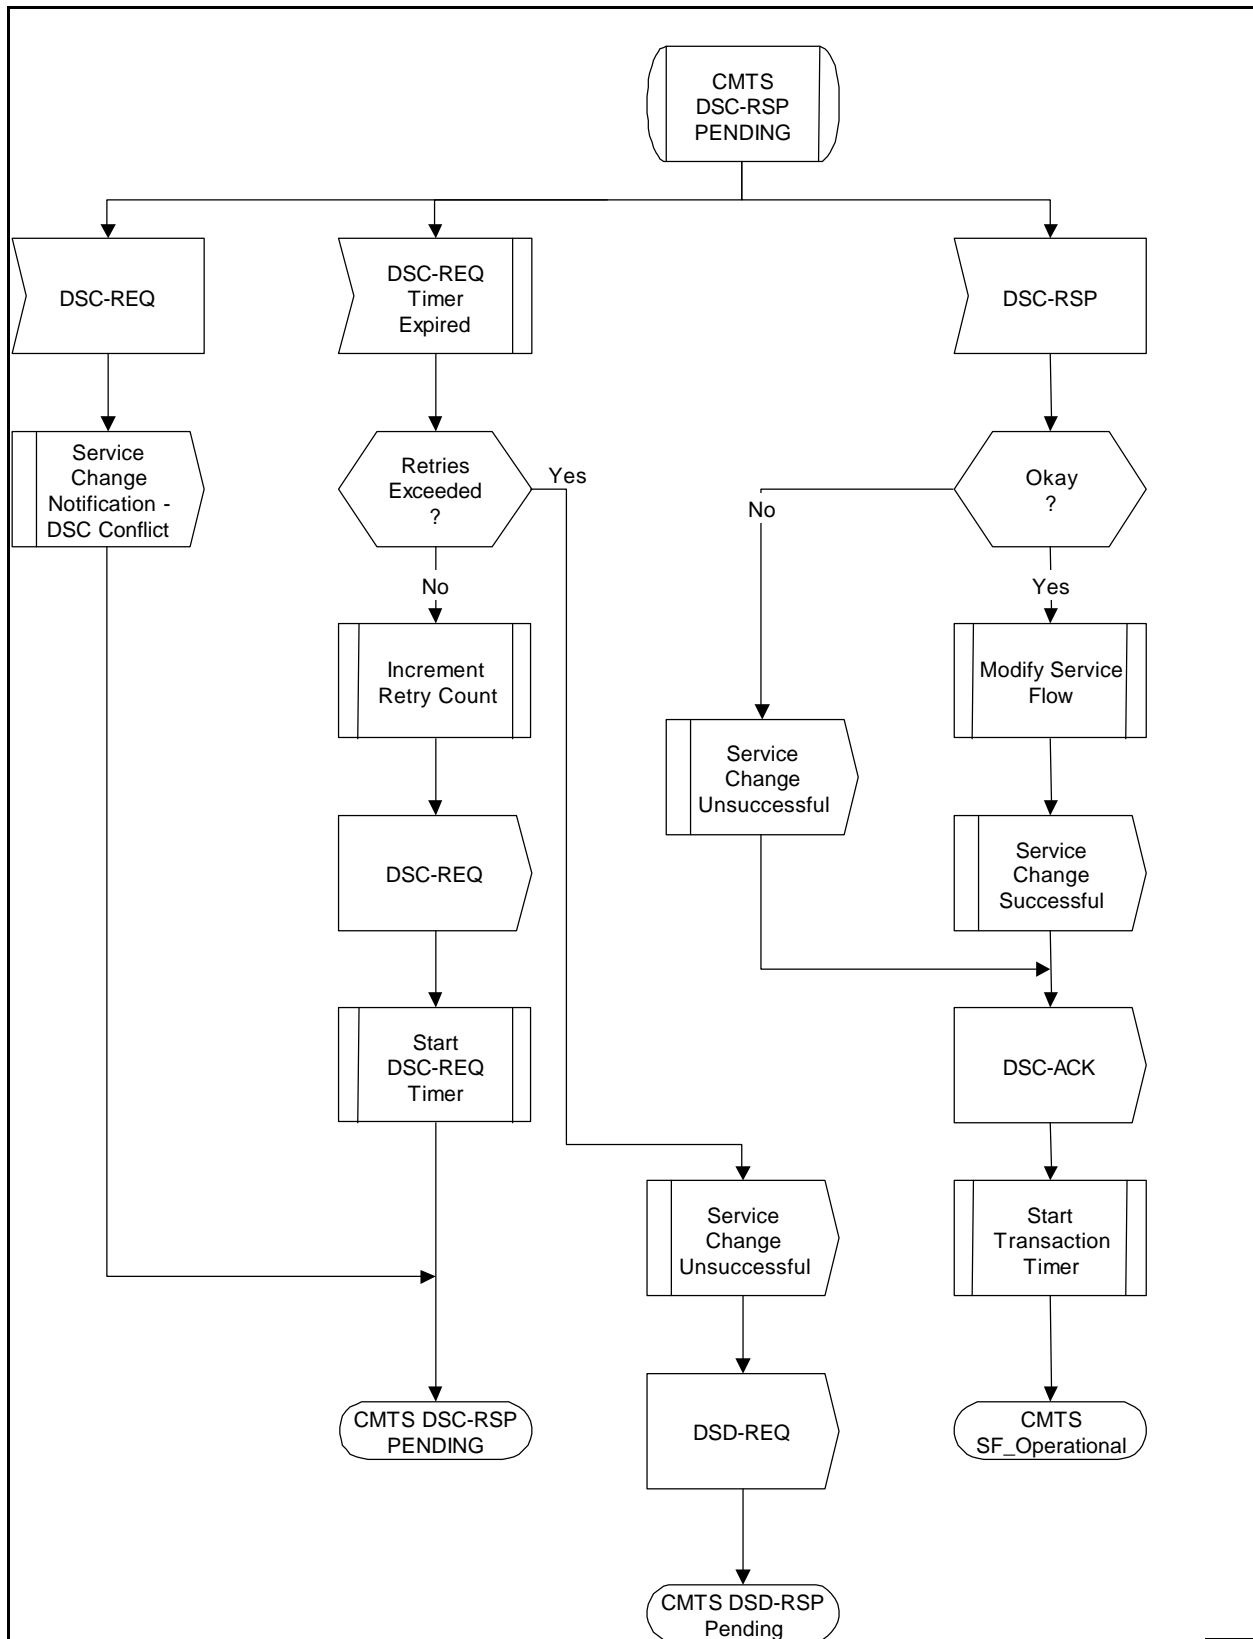 CMTS
DSC-RSP
PENDING
DSC-REQ
DSC-REQ
Timer
Expired
DSC-RSP
Service
Change
Notification -
DSC Conflict
Retries
Exceeded
?
Yes
No
Okay
?
No
Yes
Increment
Retry Count
Modify Service
Flow
Service
Change
Unsuccessful
DSC-REQ
Service
Change
Successful
Start
DSC-REQ
Timer
DSC-ACK
Service
Change
Unsuccessful
Start
Transaction
Timer
CMTS DSC-RSP
PENDING
DSD-REQ
CMTS
SF_Operational
CMTS DSD-RSP
Pending